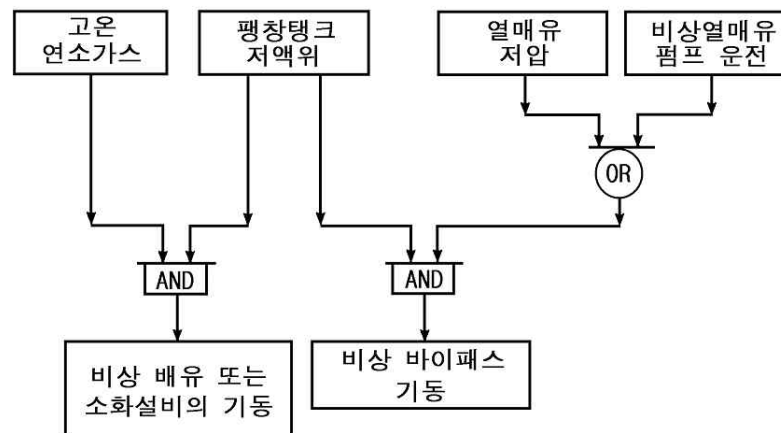 고온
연소가스
팽창탱크
저액위
열매유
저압
비상열매유
펌프 운전
OR
AND
AND
비상 배유 또는
소화설비의 기동
비상 바이패스
기동